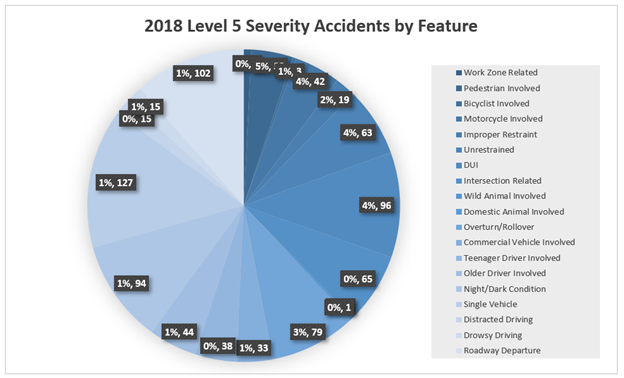 2018 Level 5 Severity Accidents by Feature
0%,
5%,
1%, 3
4%, 42
2%, 19
4%, 63
4%, 96
0%, 65
0%, 1
3%, 79
1%, 33
0%, 38
1%, 44
1%, 94
1%, 127
0%, 15
1%, 15
1%, 102
Work Zone Related
Pedestrian Involved
Bicyclist Involved
Motorcycle Involved
Improper Restraint
Unrestrained
DUI
Intersection Related
Wild Animal Involved
Domestic Animal Involved
Overturn/Rollover
Commercial Vehicle Involved
Teenager Driver Involved
Older Driver Involved
Night/Dark Condition
Single Vehicle
Distracted Driving
Drowsy Driving
Roadway Departure